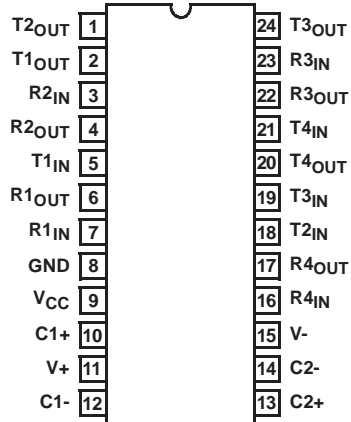 T2OUT 1 24 T3OUT
T1OUT 2 23 R3IN
R2IN 3 22 R3OUT
R2OUT 4 21 T4IN
T1IN 5 20 T4OUT
R1OUT 6 19 T3IN
R1IN 7 18 T2IN
GND 8 17 R4OUT
VCC 9 16 R4IN
C1+ 10 15 V-
V+ 11 14 C2-
C1- 12 13 C2+